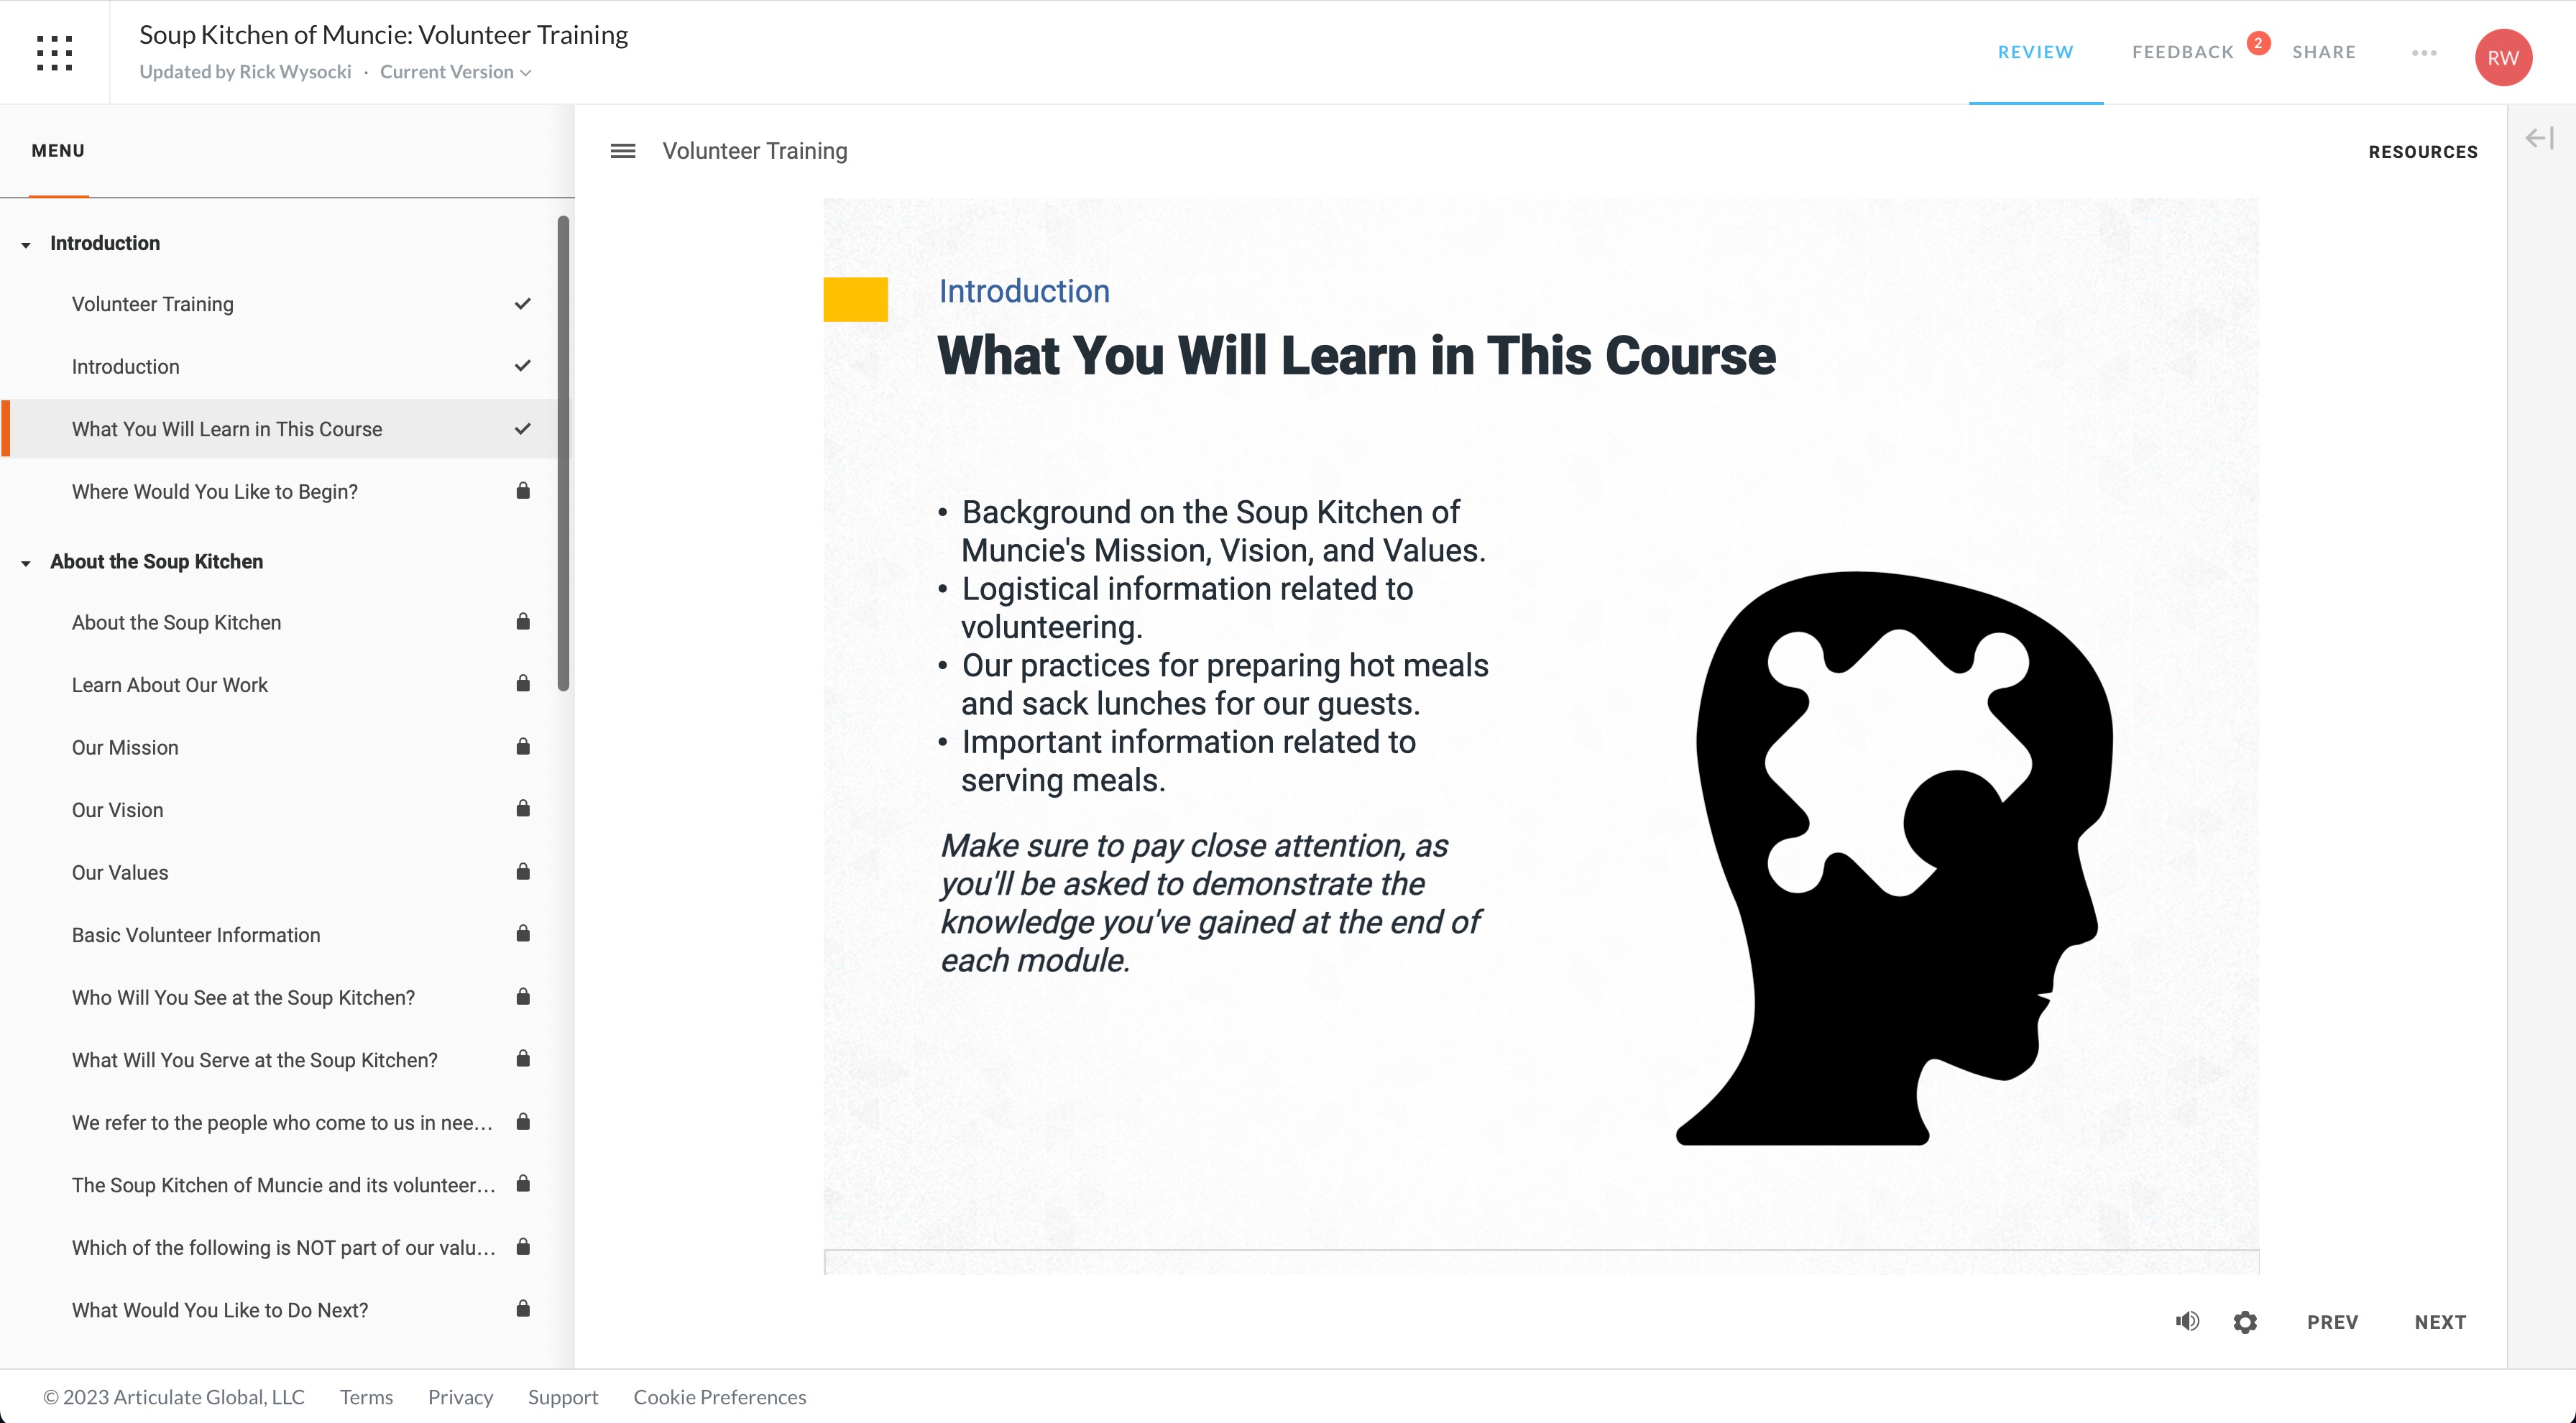 Soup Kitchen of Muncie: Volunteer Training
Updated by Rick Wysocki · Current Version
REVIEW
FEEDBACK
2
SHARE
RW
MENU
Introduction
Volunteer Training
Introduction
What You Will Learn in This Course
Where Would You Like to Begin?
About the Soup Kitchen
About the Soup Kitchen
Learn About Our Work
Our Mission
Our Vision
Our Values
Basic Volunteer Information
Who Will You See at the Soup Kitchen?
What Will You Serve at the Soup Kitchen?
We refer to the people who come to us in nee...
The Soup Kitchen of Muncie and its volunteer...
Which of the following is NOT part of our valu...
What Would You Like to Do Next?
Volunteer Training
RESOURCES
Introduction
What You Will Learn in This Course
• Background on the Soup Kitchen of
Muncie's Mission, Vision, and Values.
• Logistical information related to
volunteering.
• Our practices for preparing hot meals
and sack lunches for our guests.
• Important information related to
serving meals.
Make sure to pay close attention, as
you'll be asked to demonstrate the
knowledge you've gained at the end of
each module.
PREV
NEXT
© 2023 Articulate Global, LLC
Terms
Privacy
Support
Cookie Preferences